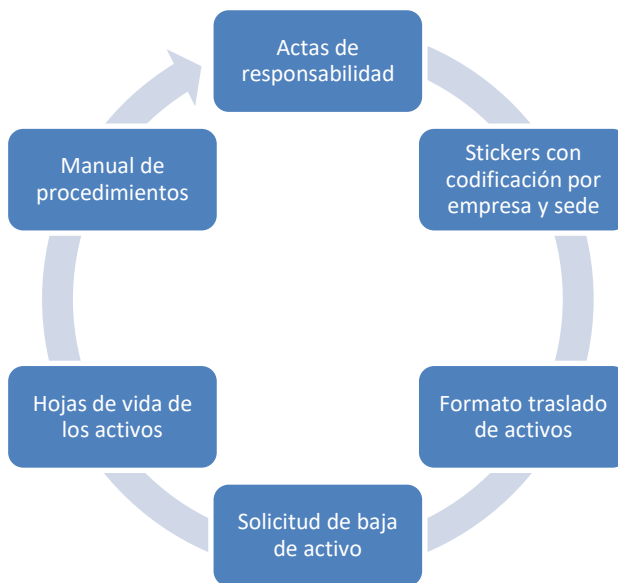 Actas de
responsabilidad
Stickers con
codificación por
empresa y sede
Formato traslado
de activos
Solicitud de baja
de activo
Hojas de vida de
los activos
Manual de
procedimientos